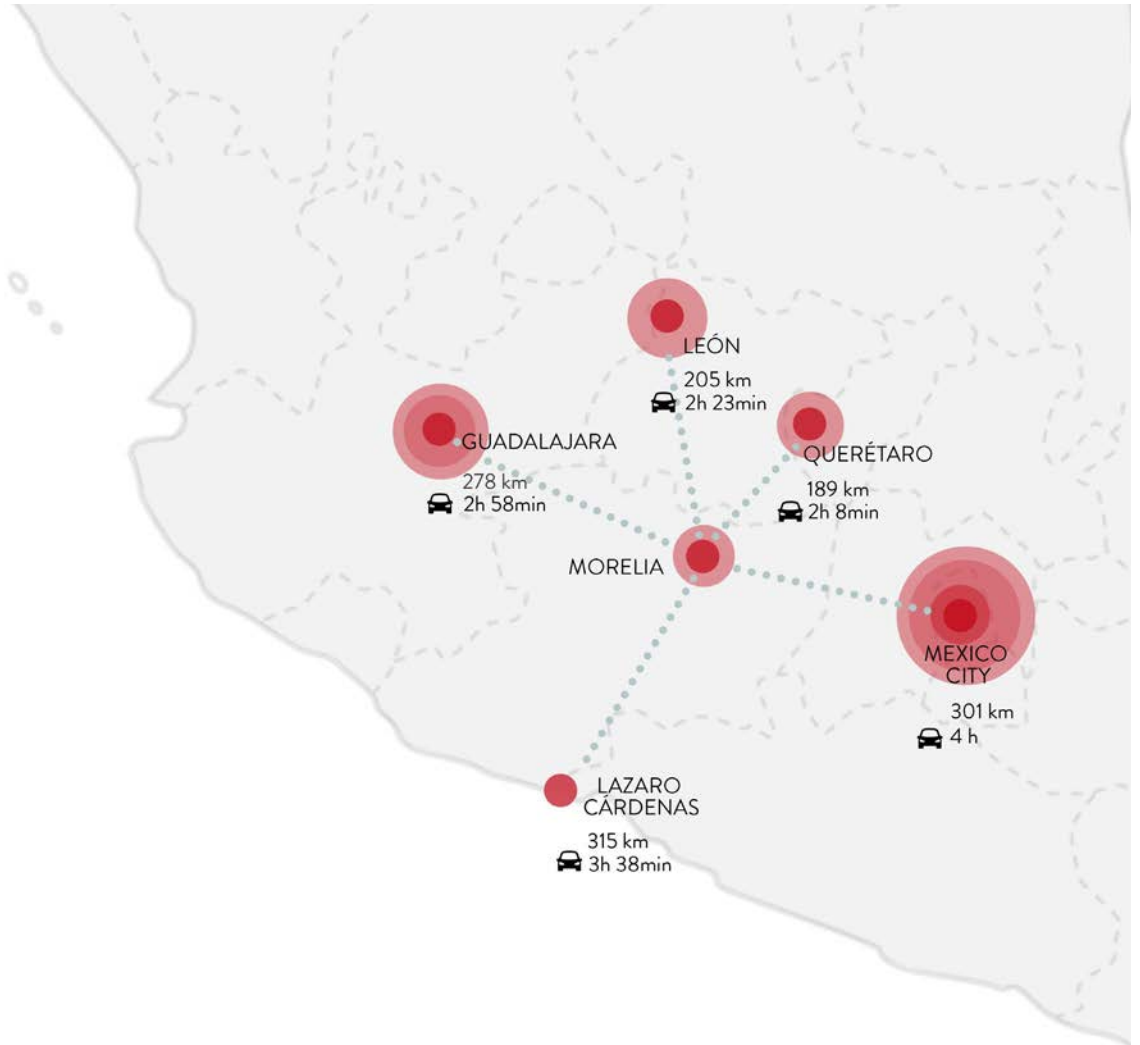 LEÓN
205 km
2h 23min
GUADALAJARA
278 km
2h 58min
QUERÉTARO
189 km
2h 8min
MORELIA
MEXICO
CITY
301 km
4 h
LAZARO
CÁRDENAS
315 km
3h 38min